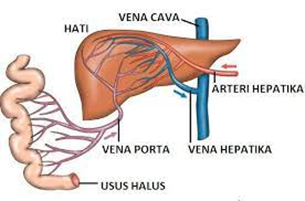 VENA CAVA
HATI
ARTERI HEPATIKA
VENA PORTA
VENA HEPATIKA
USUS HALUS